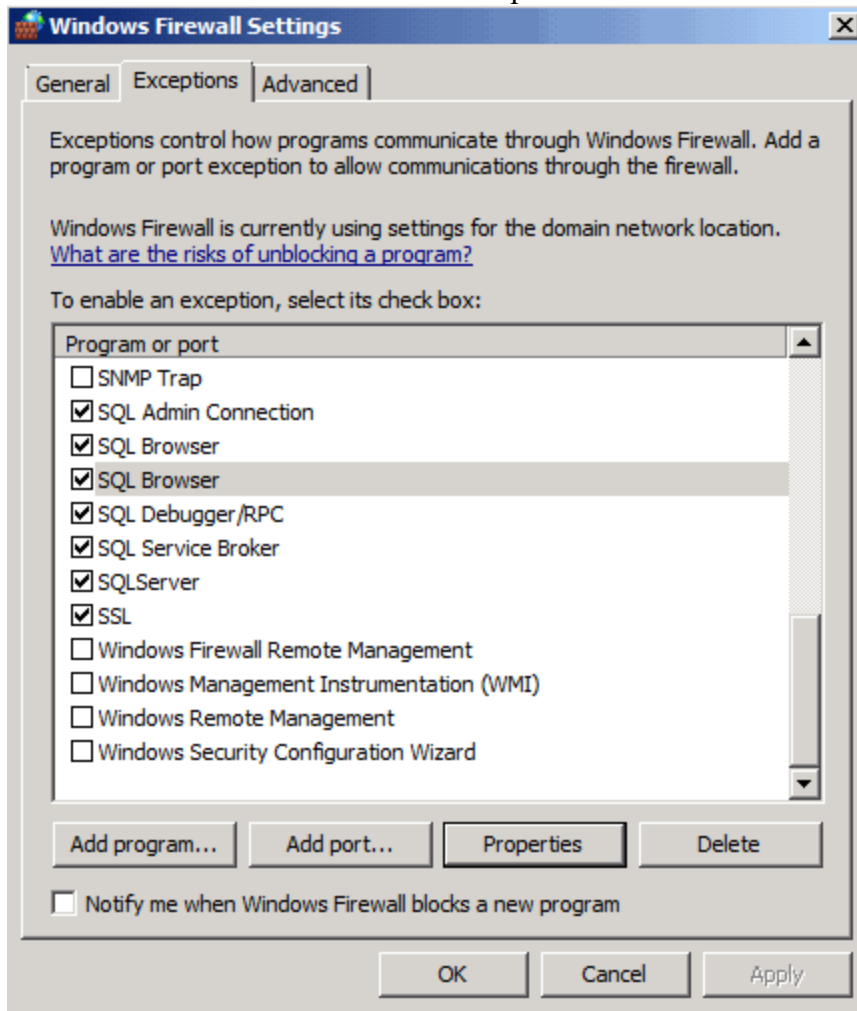 Windows Firewall Settings
General Exceptions Advanced
Exceptions control how programs communicate through Windows Firewall. Add a
program or port exception to allow communications through the firewall.
Windows Firewall is currently using settings for the domain network location.
What are the risks of unblocking a program?
To enable an exception, select its check box:
Program or port
SNMP Trap
SQL Admin Connection
SQL Browser
SQL Browser
SQL Debugger/RPC
SQL Service Broker
SQLServer
SSL
Windows Firewall Remote Management
Windows Management Instrumentation (WMI)
Windows Remote Management
Windows Security Configuration Wizard
Add program... Add port... Properties Delete
Notify me when Windows Firewall blocks a new program
OK Cancel Apply